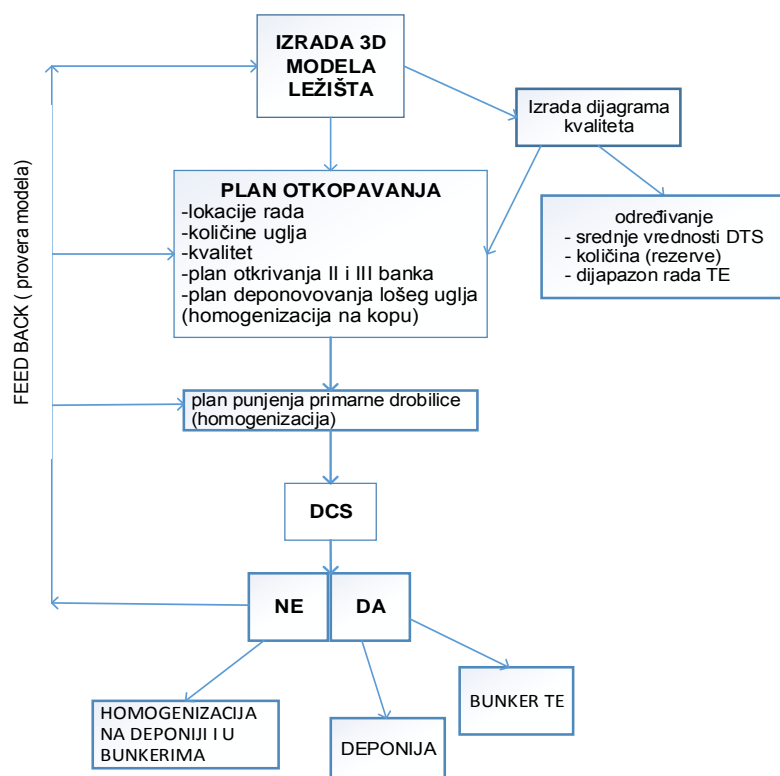 IZRADA 3D
MODELA
LEŽIŠTA
Izrada dijagrama
kvaliteta
PLAN OTKOPAVANJA
-lokacije rada
-količine uglja
-kvalitet
-plan otkrivanja II i III banka
-plan deponovovanja lošeg uglja
(homogenizacija na kopu)
određivanje
- srednje vrednosti DTS
- količina (rezerve)
- dijapazon rada TE
FEED BACK ( provera modela)
plan punjenja primarne drobilice
(homogenizacija)
DCS
NE
DA
HOMOGENIZACIJA
NA DEPONIJI I U
BUNKERIMA
DEPONIJA
BUNKER TE